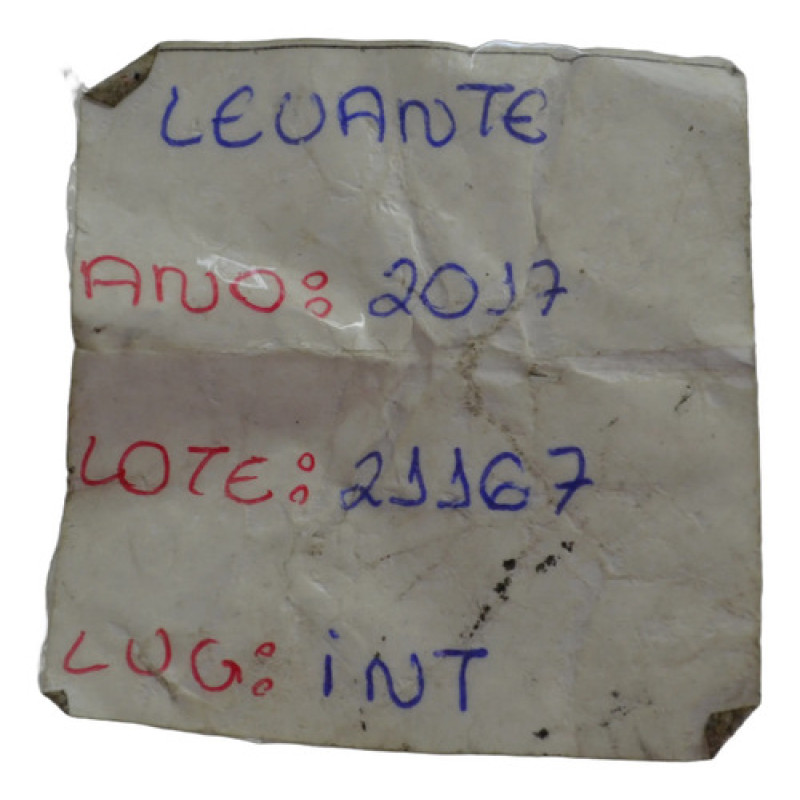 LEVANTE
ANO: 2017
LOTE: 21167
LUG: INT